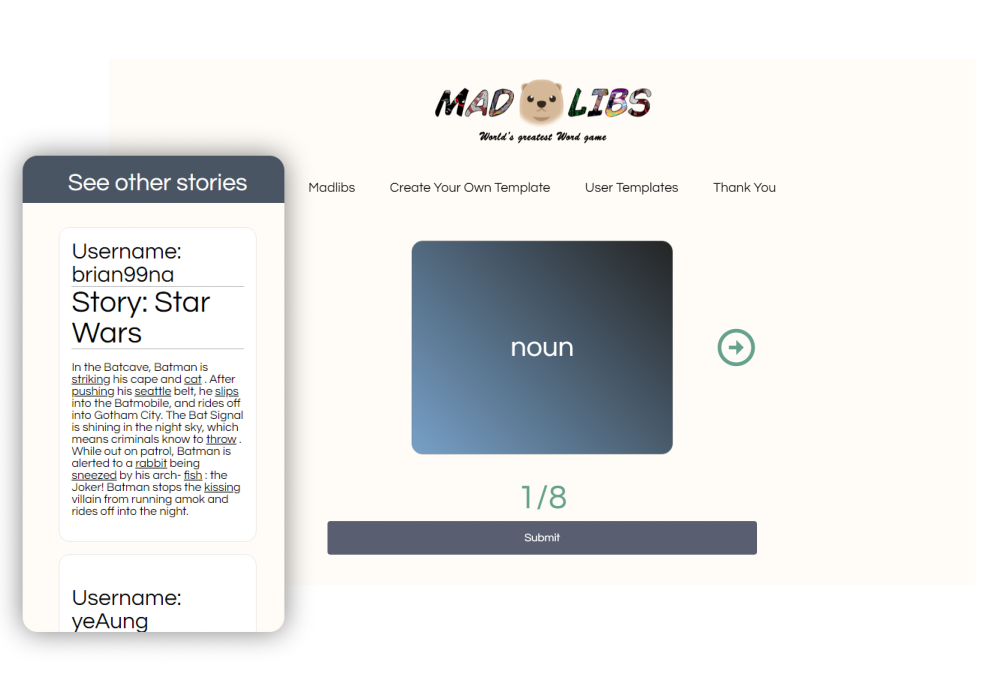 MAD LIBS
World's greatest Word game
Madlibs Create Your Own Template User Templates Thank You
See other stories
Username:
brian99na
Story: Star
Wars
In the Batcave, Batman is
striking his cape and cat . After
pushing his seattle belt, he slips
into the Batmobile, and rides off
into Gotham City. The Bat Signal
is shining in the night sky, which
means criminals know to throw .
While out on patrol, Batman is
alerted to a rabbit being
sneezed by his arch- fish : the
Joker! Batman stops the kissing
villain from running amok and
rides off into the night.
Username:
yeAung
noun
1/8
Submit